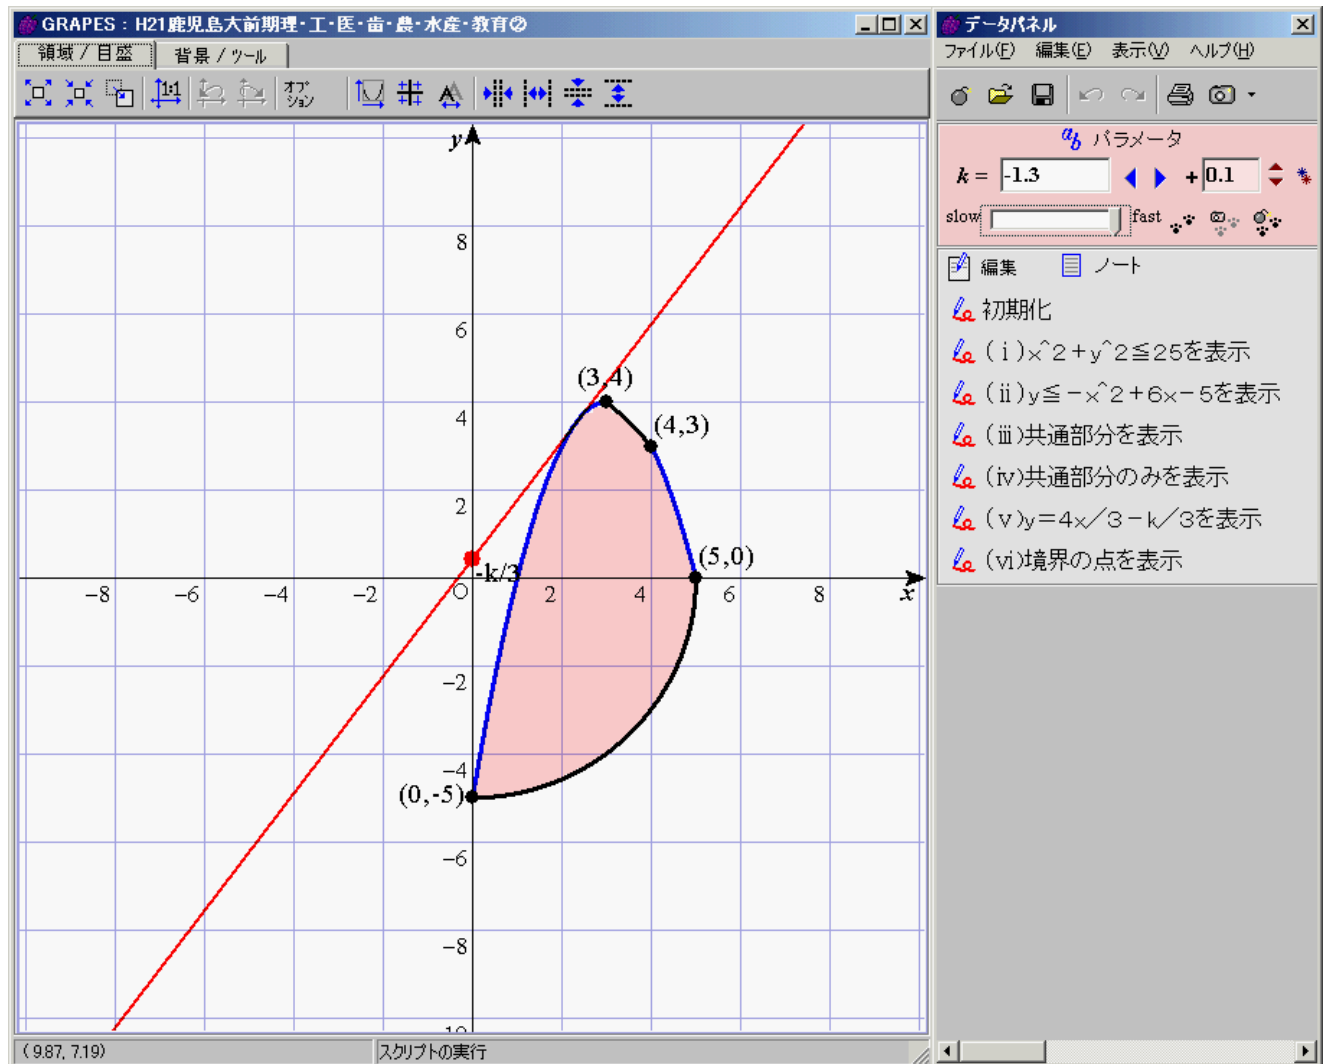 GRAPES : H21鹿児島大前期理・工・医・歯・農・水産・教育②
領域 / 目盛
背景 / ツール
1:1
オプション
y
8
6
4
2
(3,4)
(4,3)
(5,0)
-k/3
−8
−6
−4
−2
O
2
4
6
8
x
−2
−4
(0,-5)
−6
−8
−10
( 9.87, 7.19)
スクリプトの実行
データパネル
ファイル(F) 編集(E) 表示(V) ヘルプ(H)
ab パラメータ
k = -1.3 +0.1
slow fast
編集 ノート
初期化
(ⅰ)x^2+y^2≦25を表示
(ⅱ)y≦-x^2+6x-5を表示
(ⅲ)共通部分を表示
(ⅳ)共通部分のみを表示
(ⅴ)y=4x/3-k/3を表示
(ⅵ)境界の点を表示